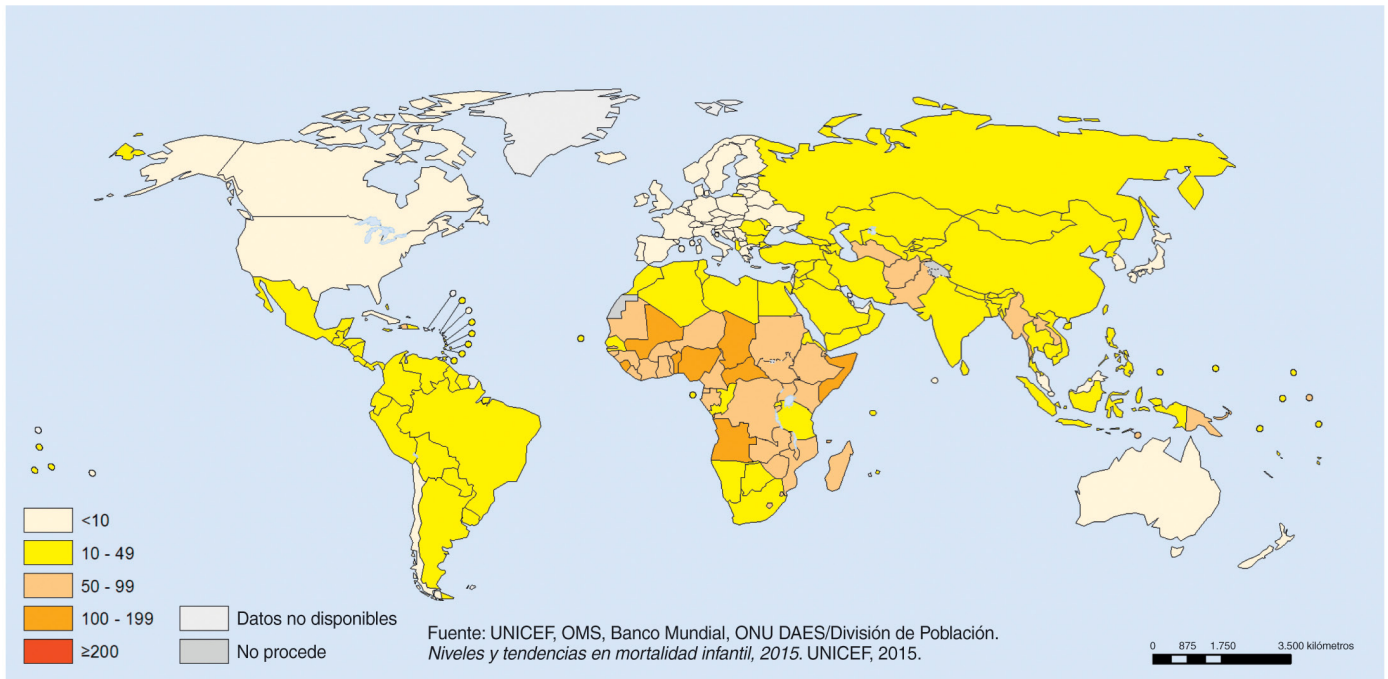 <10
10 - 49
50 - 99
100 - 199
≥200
Datos no disponibles
No procede
Fuente: UNICEF, OMS, Banco Mundial, ONU DAES/División de Población.
Niveles y tendencias en mortalidad infantil, 2015. UNICEF, 2015.
0 875 1.750 3.500 kilómetros